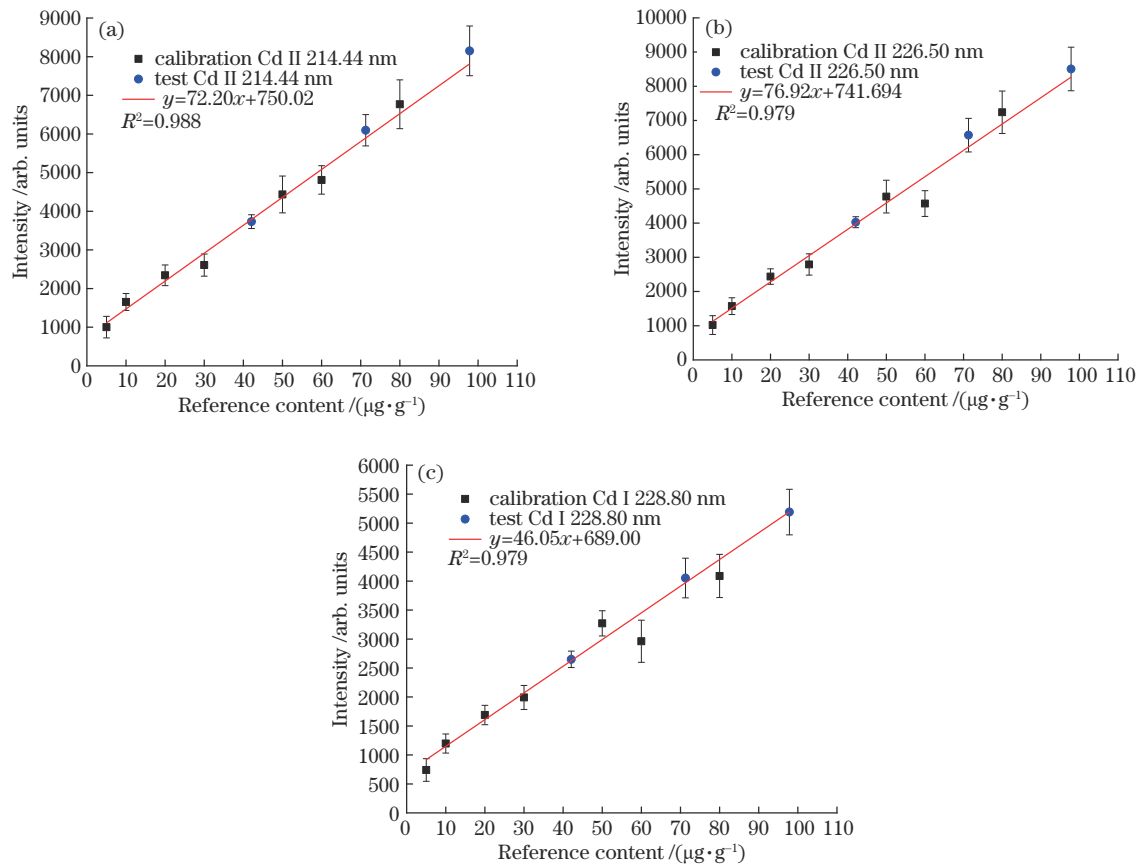 (a)
9000
8000
7000
6000
5000
4000
3000
2000
1000
0
Intensity /arb. units
calibration Cd II 214.44 nm
test Cd II 214.44 nm
y=72.20x+750.02
R²=0.988
0 10 20 30 40 50 60 70 80 90 100 110
Reference content /(μg·g⁻¹)
(b)
10000
9000
8000
7000
6000
5000
4000
3000
2000
1000
0
Intensity /arb. units
calibration Cd II 226.50 nm
test Cd II 226.50 nm
y=76.92x+741.694
R²=0.979
0 10 20 30 40 50 60 70 80 90 100 110
Reference content /(μg·g⁻¹)
(c)
6000
5500
5000
4500
4000
3500
3000
2500
2000
1500
1000
500
0
Intensity /arb. units
calibration Cd I 228.80 nm
test Cd I 228.80 nm
y=46.05x+689.00
R²=0.979
0 10 20 30 40 50 60 70 80 90 100 110
Reference content /(μg·g⁻¹)